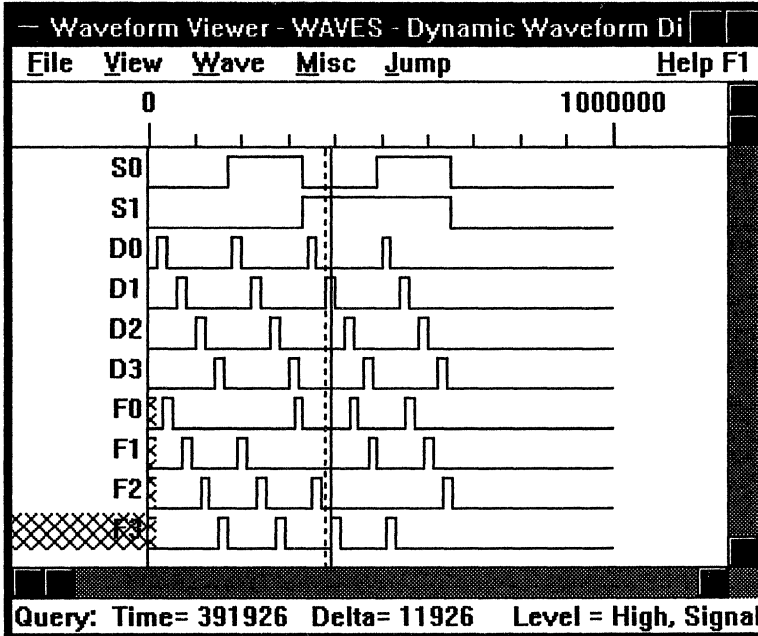 Waveform Viewer - WAVES - Dynamic Waveform Di
File View Wave Misc Jump Help F1
0 1000000
S0
S1
D0
D1
D2
D3
F0
F1
F2
F3
Query: Time= 391926 Delta= 11926 Level = High, Signal